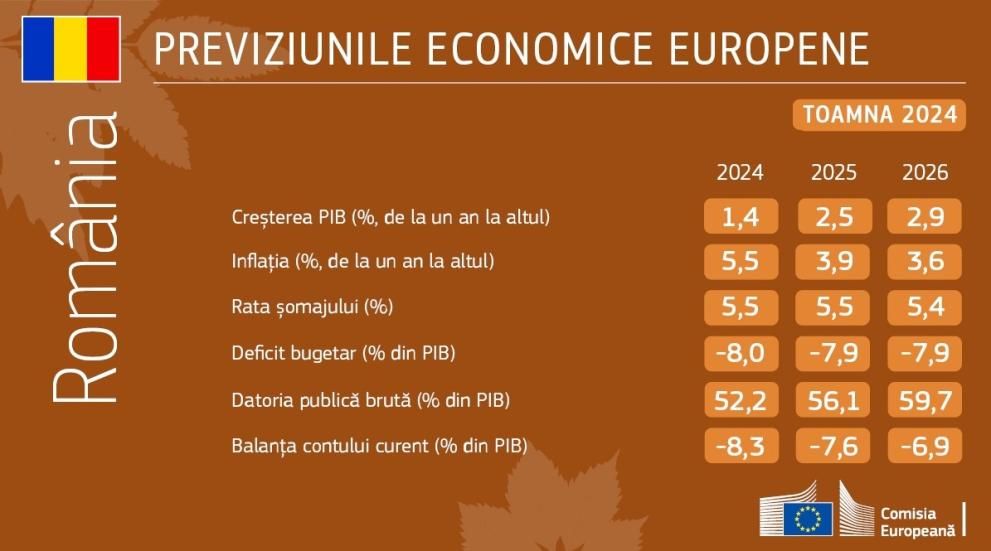 PREVIZIUNILE ECONOMICE EUROPENE
România
TOAMNA 2024
2024 2025 2026
Creșterea PIB (%, de la un an la altul) 1,4 2,5 2,9
Inflația (%, de la un an la altul) 5,5 3,9 3,6
Rata șomajului (%) 5,5 5,5 5,4
Deficit bugetar (% din PIB) -8,0 -7,9 -7,9
Datoria publică brută (% din PIB) 52,2 56,1 59,7
Balanța contului curent (% din PIB) -8,3 -7,6 -6,9
Comisia
Europeană